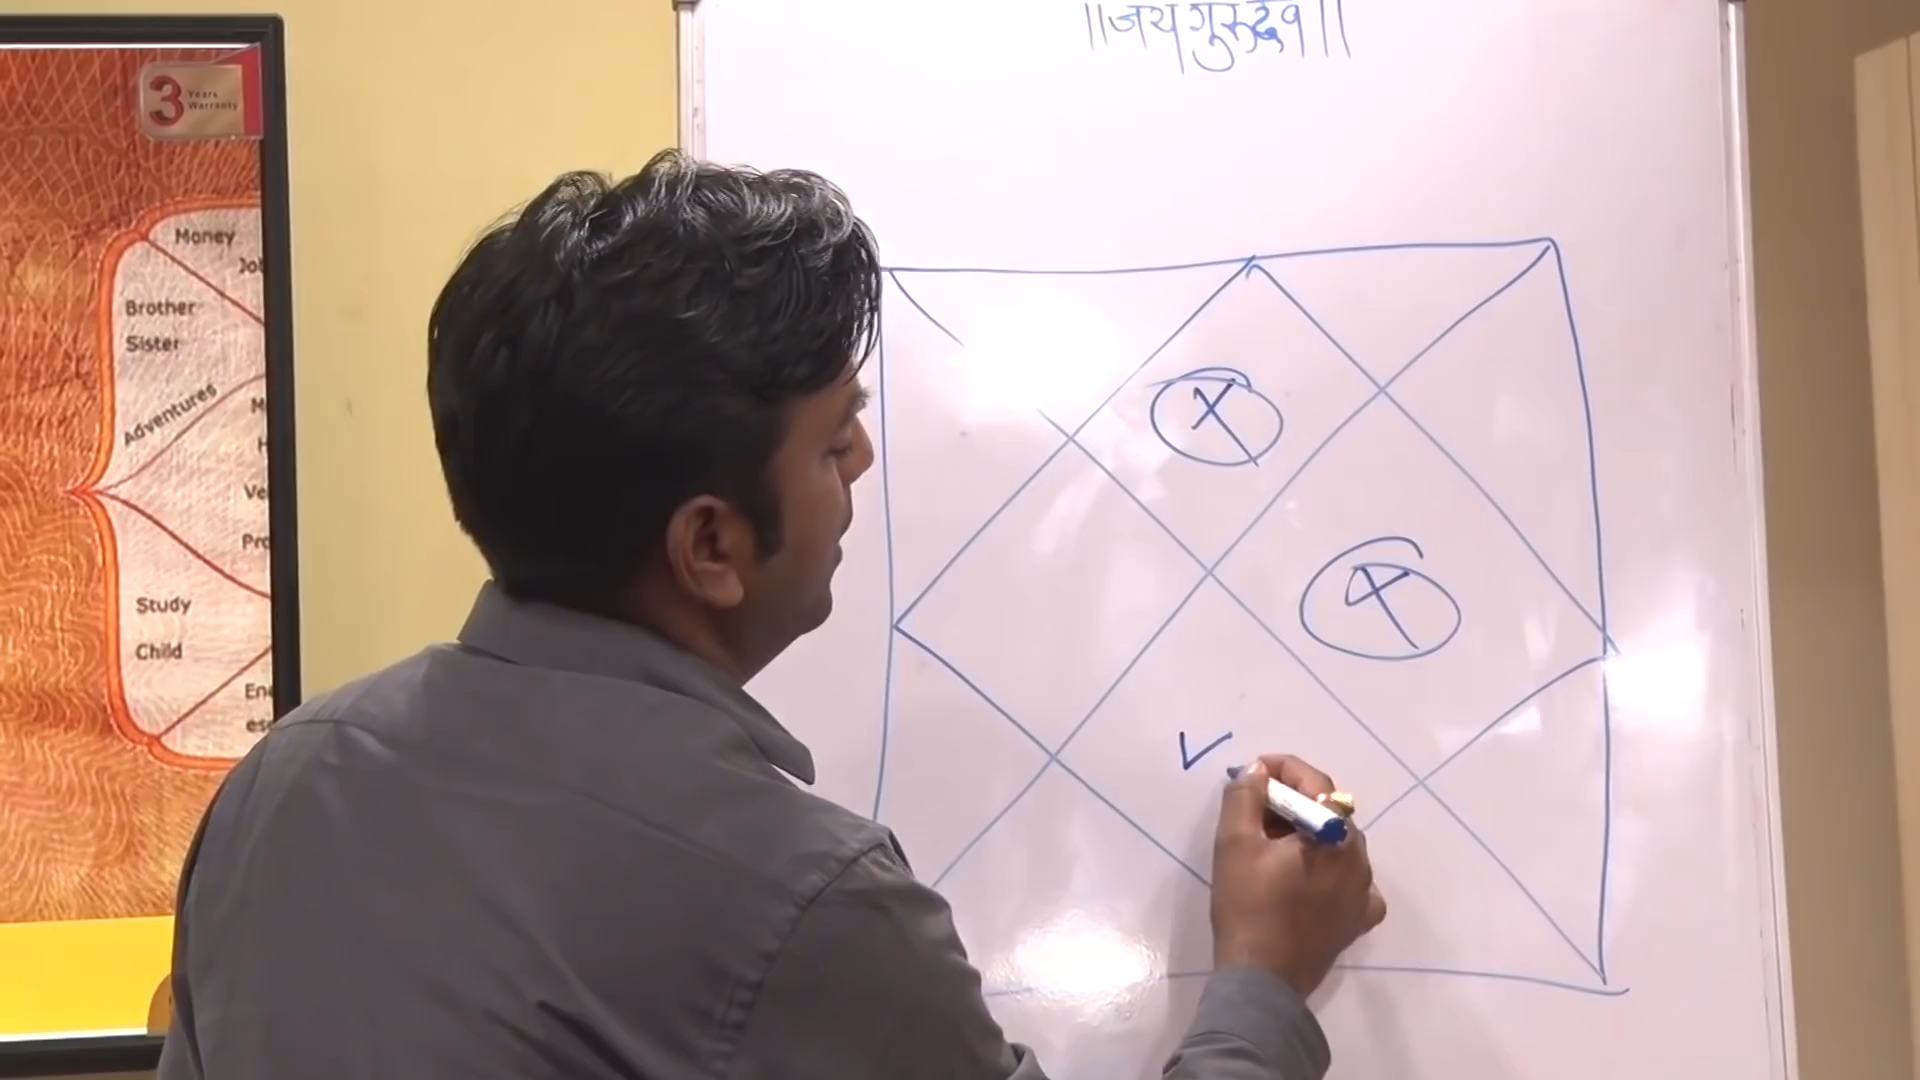 ॥जय गुरुदेव॥
3 Years
Warranty
Money
Brother
Sister
Adventures
Study
Child